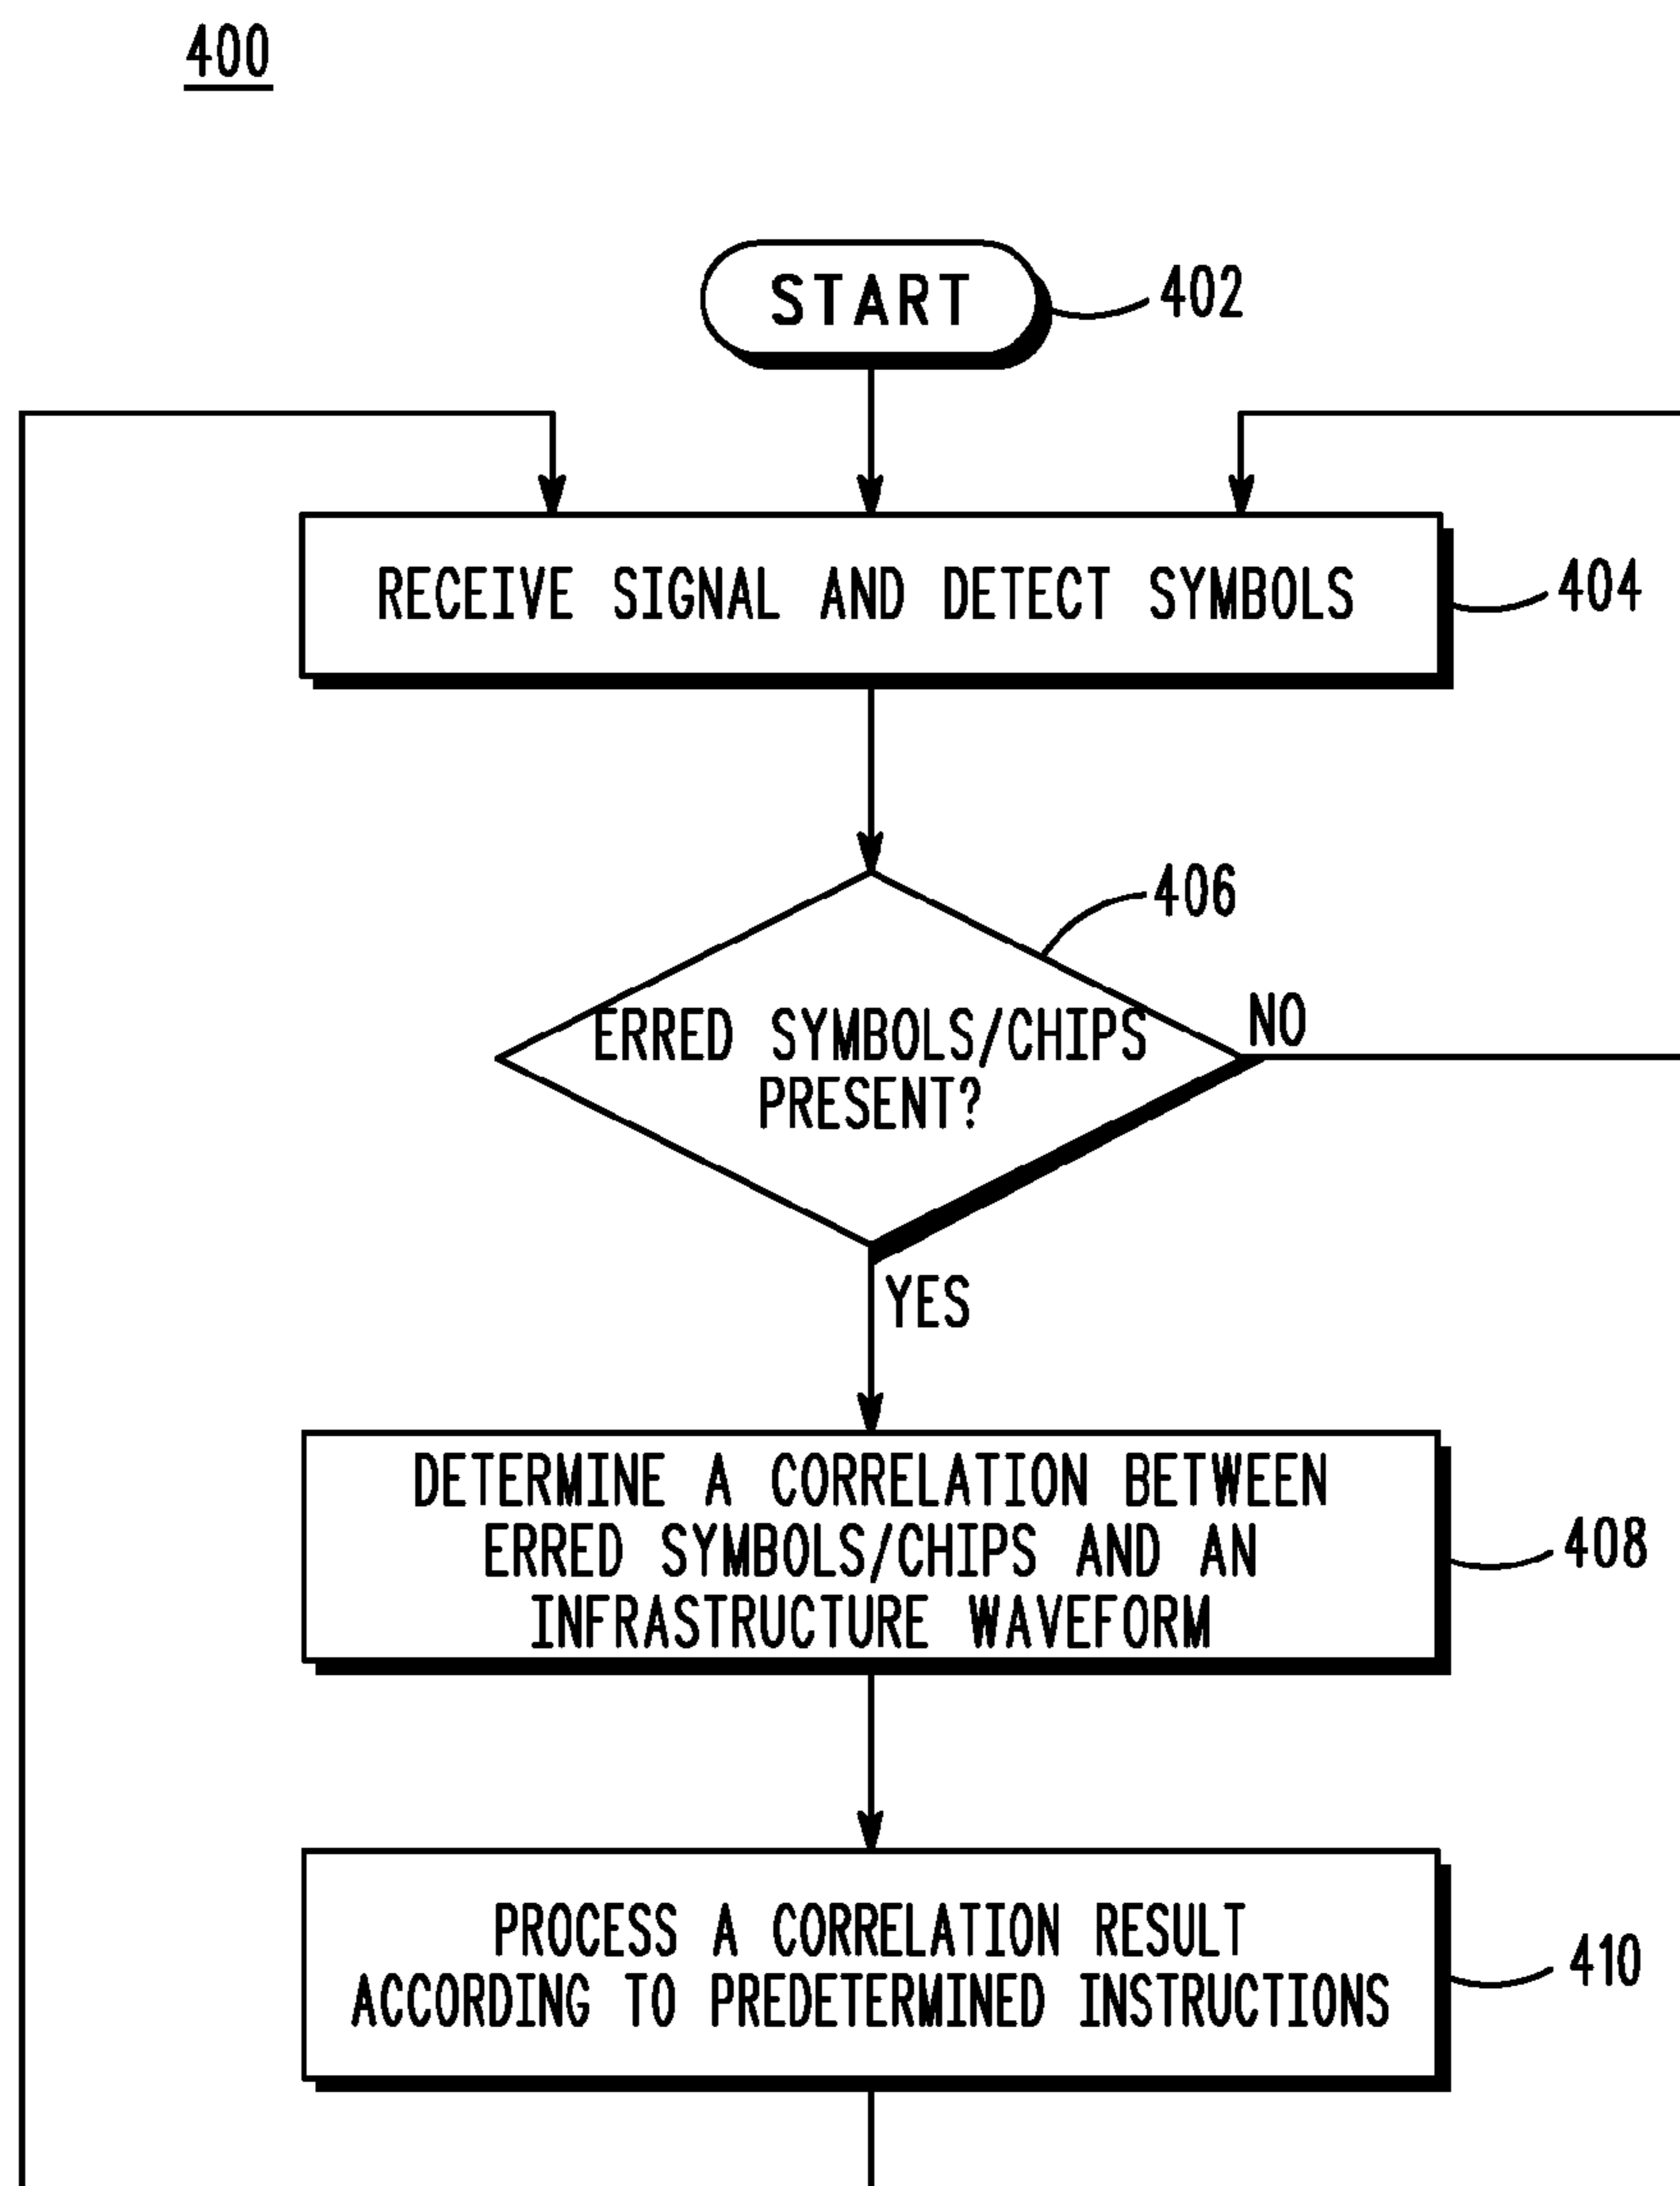 400
START
402
RECEIVE SIGNAL AND DETECT SYMBOLS
404
406
ERRED SYMBOLS/CHIPS
PRESENT?
NO
YES
DETERMINE A CORRELATION BETWEEN
ERRED SYMBOLS/CHIPS AND AN
INFRASTRUCTURE WAVEFORM
408
PROCESS A CORRELATION RESULT
ACCORDING TO PREDETERMINED INSTRUCTIONS
410